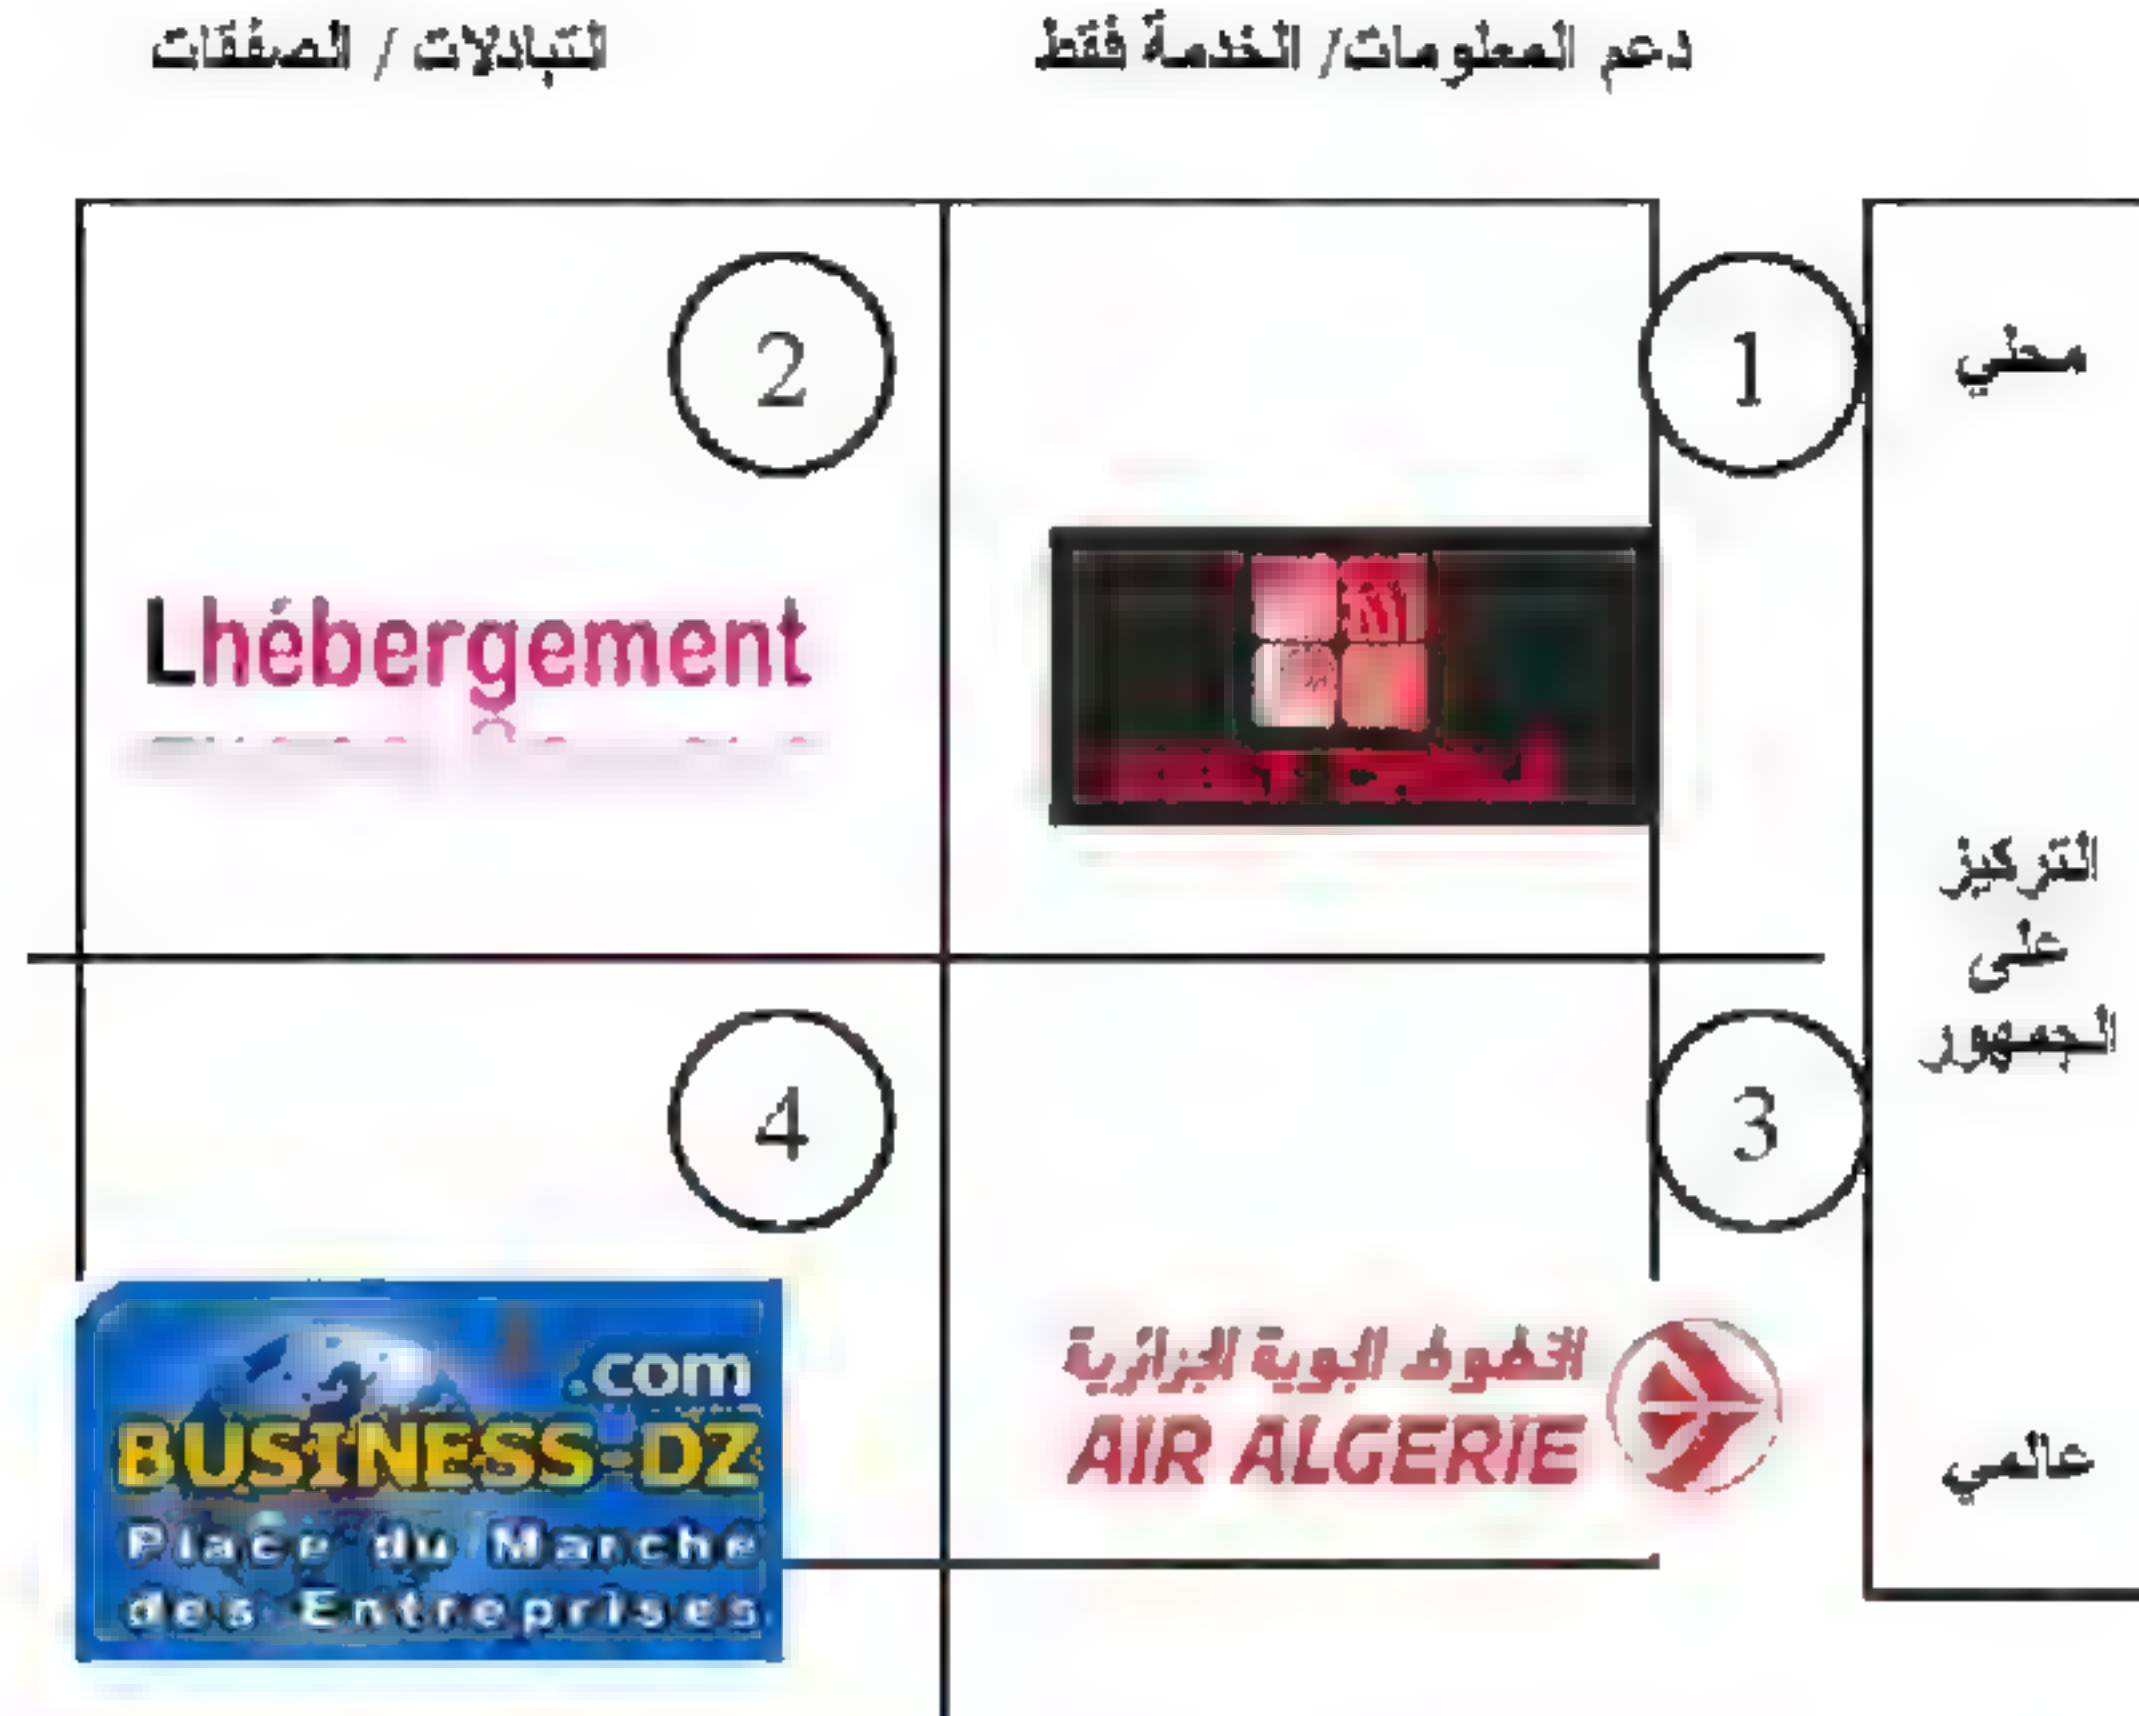 دعم المعلومات/ الخدمة فقط
التبادلات / الصفقات
1
2
محلي
Lhébergement
التركيز
على
الجمهور
3
4
الخطوط الجوية الجزائرية
AIR ALGERIE
.com
BUSINESS-DZ
Place du Marché
des Entreprises
عالمي